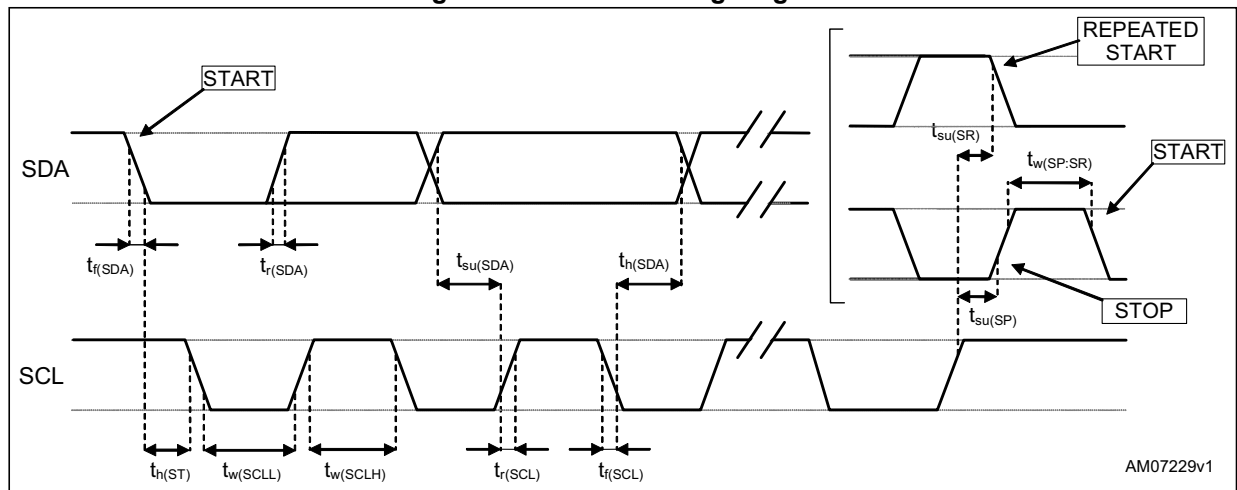 REPEATED
START
START
t_su(SR)
t_w(SP:SR)
START
SDA
t_f(SDA)
t_r(SDA)
t_su(SDA)
t_h(SDA)
t_su(SP)
STOP
SCL
t_h(ST)
t_w(SCLL)
t_w(SCLH)
t_r(SCL)
t_f(SCL)
AM07229v1